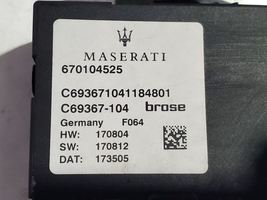 MASERATI
670104525
C693671041184801
C69367-104 brose
Germany F064
HW: 170804
SW: 170812
DAT: 173505